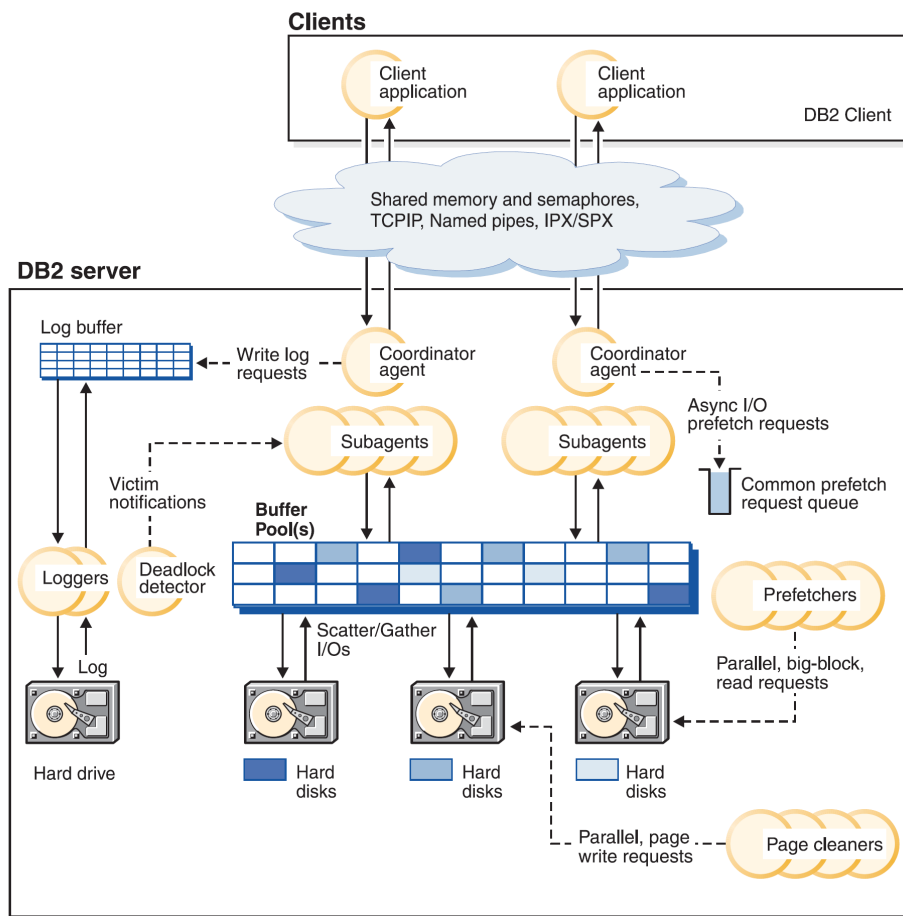 Clients
Client
application
Client
application
DB2 Client
Shared memory and semaphores,
TCPIP, Named pipes, IPX/SPX
DB2 server
Log buffer
Write log
requests
Coordinator
agent
Coordinator
agent
Async I/O
prefetch requests
Subagents
Subagents
Victim
notifications
Common prefetch
request queue
Buffer
Pool(s)
Loggers
Deadlock
detector
Prefetchers
Scatter/Gather
I/Os
Log
Parallel, big-block,
read requests
Hard drive
Hard
disks
Hard
disks
Hard
disks
Parallel, page
write requests
Page cleaners